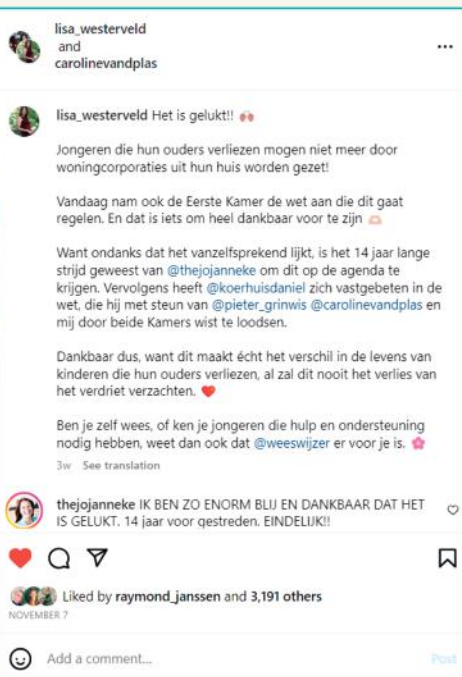 lisa_westerveld
and
carolinevandplas
lisa_westerveld Het is gelukt!! 🙌🏻
Jongeren die hun ouders verliezen mogen niet meer door
woningcorporaties uit hun huis worden gezet!
Vandaag nam ook de Eerste Kamer de wet aan die dit gaat
regelen. En dat is iets om heel dankbaar voor te zijn 🫶🏻
Want ondanks dat het vanzelfsprekend lijkt, is het 14 jaar lange
strijd geweest van @thejojanneke om dit op de agenda te
krijgen. Vervolgens heeft @koerhuisdaniel zich vastgebeten in de
wet, die hij met steun van @pieter_grinwis @carolinevandplas en
mij door beide Kamers wist te loodsen.
Dankbaar dus, want dit maakt écht het verschil in de levens van
kinderen die hun ouders verliezen, al zal dit nooit het verlies van
het verdriet verzachten. ❤️
Ben je zelf wees, of ken je jongeren die hulp en ondersteuning
nodig hebben, weet dan ook dat @weeswijzer er voor je is. 🌸
3w See translation
thejojanneke IK BEN ZO ENORM BLIJ EN DANKBAAR DAT HET
IS GELUKT. 14 jaar voor gestreden. EINDELIJK!!
Liked by raymond_janssen and 3,191 others
NOVEMBER 7
Add a comment... Post